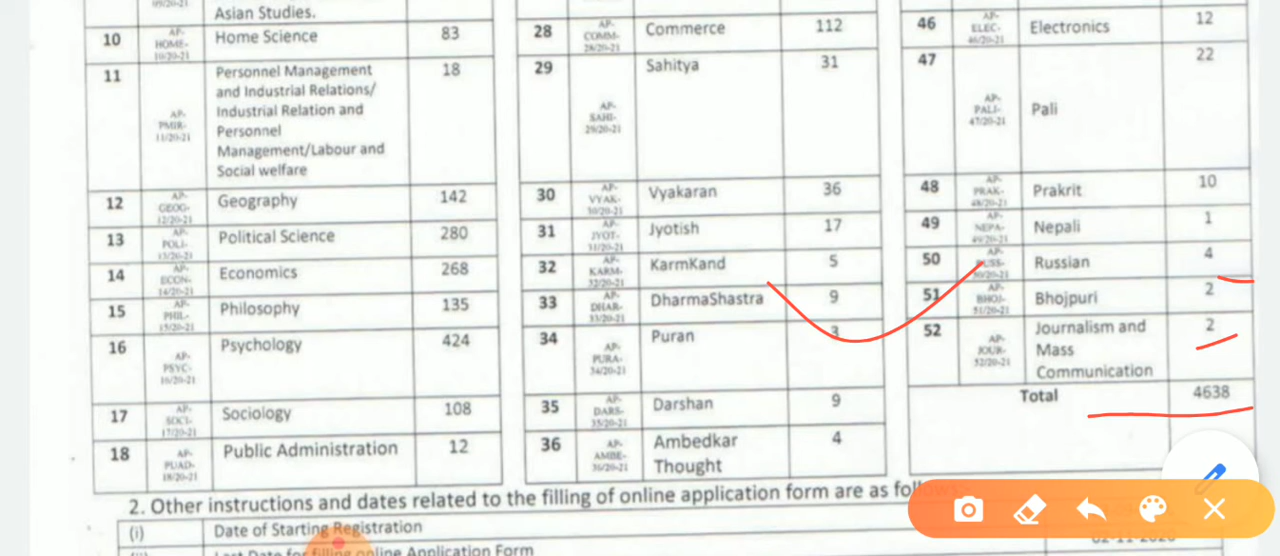 09/20-21
Asian Studies.
10 AP- HOME- 10/20-21 Home Science 83
11 AP- PMIR- 11/20-21 Personnel Management and Industrial Relations/ Industrial Relation and Personnel Management/Labour and Social welfare 18
12 AP- GEOG- 12/20-21 Geography 142
13 AP- POLI- 13/20-21 Political Science 280
14 AP- ECON- 14/20-21 Economics 268
15 AP- PHIL- 15/20-21 Philosophy 135
16 AP- PSYC- 16/20-21 Psychology 424
17 AP- SOCI- 17/20-21 Sociology 108
18 AP- PUAD- 18/20-21 Public Administration 12
28 AP- COMM- 28/20-21 Commerce 112
29 AP- SAHI- 29/20-21 Sahitya 31
30 AP- VYAK- 30/20-21 Vyakaran 36
31 AP- JYOT- 31/20-21 Jyotish 17
32 AP- KARM- 32/20-21 KarmKand 5
33 AP- DHAR- 33/20-21 DharmaShastra 9
34 AP- PURA- 34/20-21 Puran 3
35 AP- DARS- 35/20-21 Darshan 9
36 AP- AMBE- 36/20-21 Ambedkar Thought 4
46 AP- ELEC- 46/20-21 Electronics 12
47 AP- PALI- 47/20-21 Pali 22
48 AP- PRAK- 48/20-21 Prakrit 10
49 AP- NEPA- 49/20-21 Nepali 1
50 AP- RUSS- 50/20-21 Russian 4
51 AP- BHOJ- 51/20-21 Bhojpuri 2
52 AP- JOUR- 52/20-21 Journalism and Mass Communication 2
Total 4638
2. Other instructions and dates related to the filling of online application form are as
(i) Date of Starting Registration
Last Date for filling online Application Form